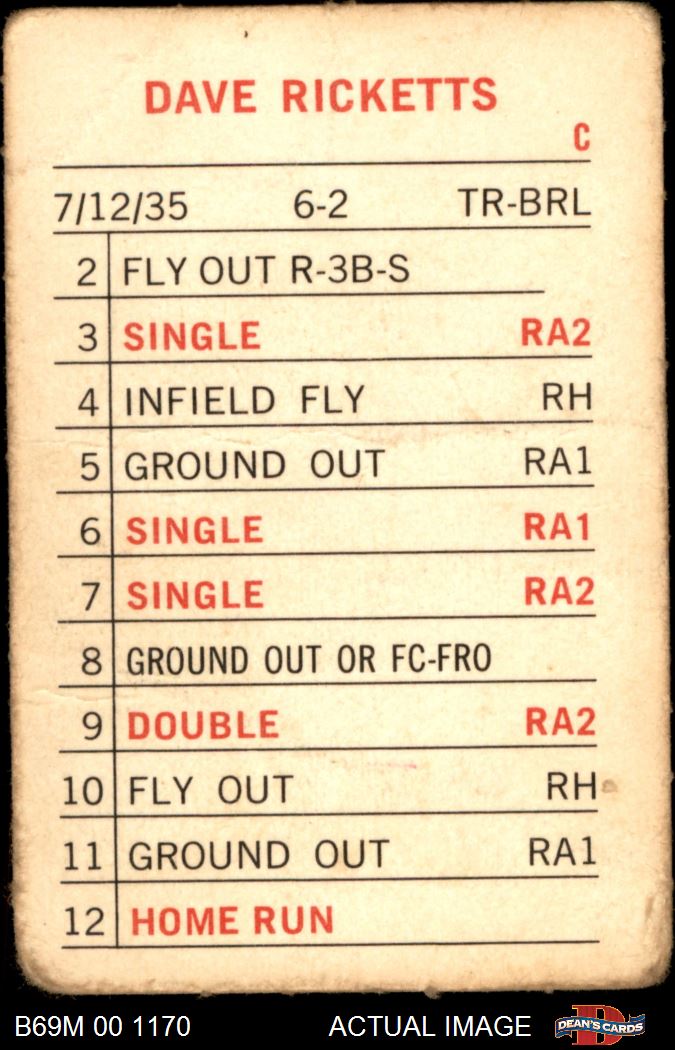 DAVE RICKETTS
C
7/12/35 6-2 TR-BRL
2 FLY OUT R-3B-S
3 SINGLE RA2
4 INFIELD FLY RH
5 GROUND OUT RA1
6 SINGLE RA1
7 SINGLE RA2
8 GROUND OUT OR FC-FRO
9 DOUBLE RA2
10 FLY OUT RH
11 GROUND OUT RA1
12 HOME RUN
B69M 00 1170 ACTUAL IMAGE D DEAN'S CARDS